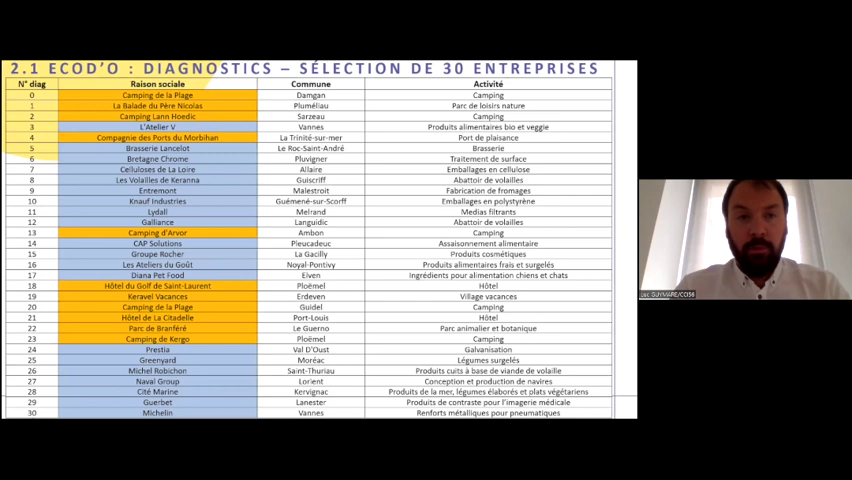 2.1 ECOD'O : DIAGNOSTICS – SÉLECTION DE 30 ENTREPRISES
N° diag Raison sociale Commune Activité
0 Camping de la Plage Damgan Camping
1 La Balade du Père Nicolas Pluméliau Parc de loisirs nature
2 Camping Lann Hoedic Sarzeau Camping
3 L'Atelier V Vannes Produits alimentaires bio et veggie
4 Compagnie des Ports du Morbihan La Trinité-sur-mer Port de plaisance
5 Brasserie Lancelot Le Roc-Saint-André Brasserie
6 Bretagne Chrome Pluvigner Traitement de surface
7 Celluloses de La Loire Allaire Emballages en cellulose
8 Les Volailles de Keranna Guiscriff Abattoir de volailles
9 Entremont Malestroit Fabrication de fromages
10 Knauf Industries Guémené-sur-Scorff Emballages en polystyrène
11 Lydall Melrand Medias filtrants
12 Galliance Languidic Abattoir de volailles
13 Camping d'Arvor Ambon Camping
14 CAP Solutions Pleucadeuc Assaisonnement alimentaire
15 Groupe Rocher La Gacilly Produits cosmétiques
16 Les Ateliers du Goût Noyal-Pontivy Produits alimentaires frais et surgelés
17 Diana Pet Food Elven Ingrédients pour alimentation chiens et chats
18 Hôtel du Golf de Saint-Laurent Ploëmel Hôtel
19 Keravel Vacances Erdeven Village vacances
20 Camping de la Plage Guidel Camping
21 Hôtel de La Citadelle Port-Louis Hôtel
22 Parc de Branféré Le Guerno Parc animalier et botanique
23 Camping de Kergo Ploëmel Camping
24 Prestia Val D'Oust Galvanisation
25 Greenyard Moréac Légumes surgelés
26 Michel Robichon Saint-Thuriau Produits cuits à base de viande de volaille
27 Naval Group Lorient Conception et production de navires
28 Cité Marine Kervignac Produits de la mer, légumes élaborés et plats végétariens
29 Guerbet Lanester Produits de contraste pour l'imagerie médicale
30 Michelin Vannes Renforts métalliques pour pneumatiques
GUYMARE/CCI56